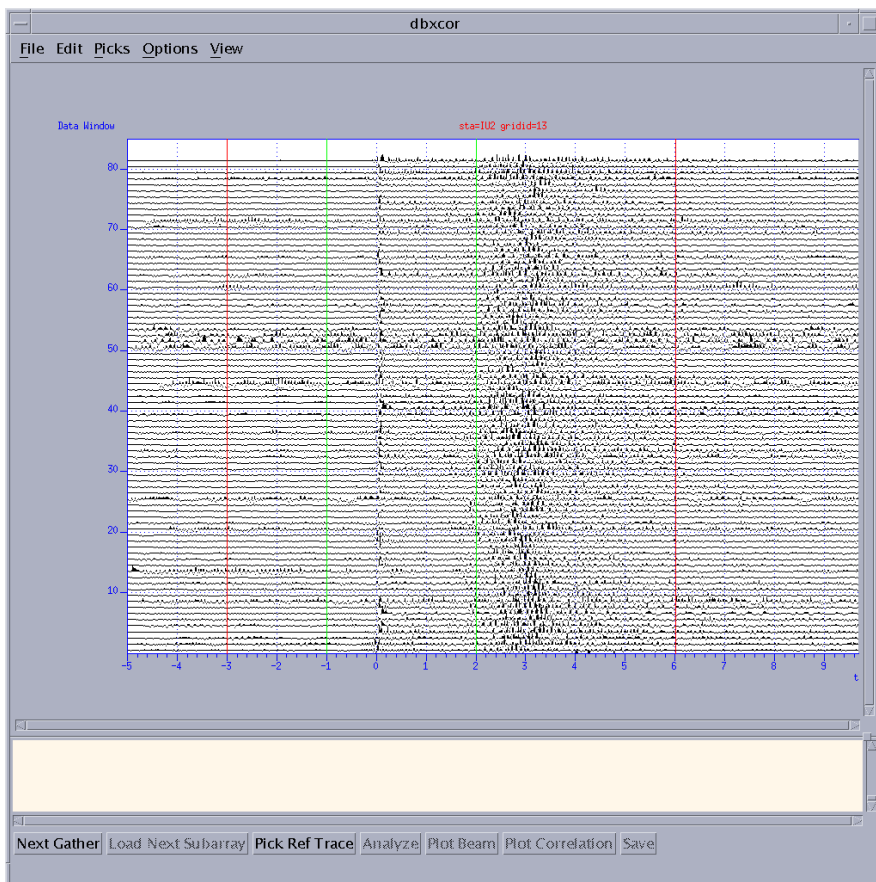 dbxcor
File Edit Picks Options View
Data Window sta=IU2 gridid=13
80
70
60
50
40
30
20
10
-5 -4 -3 -2 -1 0 1 2 3 4 5 6 7 8 9
t
Next Gather Load Next Subarray Pick Ref Trace Analyze Plot Beam Plot Correlation Save